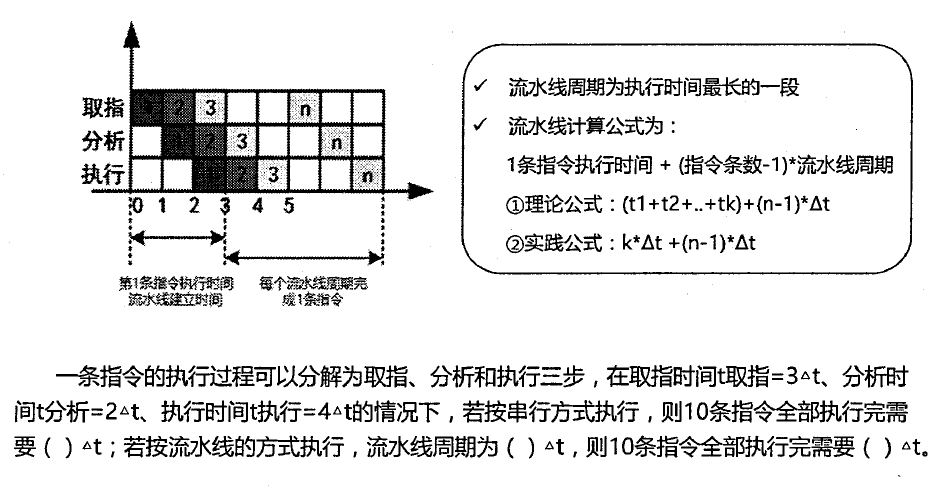 取指 1 2 3 n
分析 1 2 3 n
执行 1 2 3 n
0 1 2 3 4 5
第1条指令执行时间
流水线建立时间
每个流水线周期完
成1条指令
✓ 流水线周期为执行时间最长的一段
✓ 流水线计算公式为：
1条指令执行时间 + (指令条数-1)*流水线周期
①理论公式：(t1+t2+..+tk)+(n-1)*Δt
②实践公式：k*Δt +(n-1)*Δt
一条指令的执行过程可以分解为取指、分析和执行三步，在取指时间t取指=3△t、分析时
间t分析=2△t、执行时间t执行=4△t的情况下，若按串行方式执行，则10条指令全部执行完需
要（ ）△t；若按流水线的方式执行，流水线周期为（ ）△t，则10条指令全部执行完需要（ ）△t。